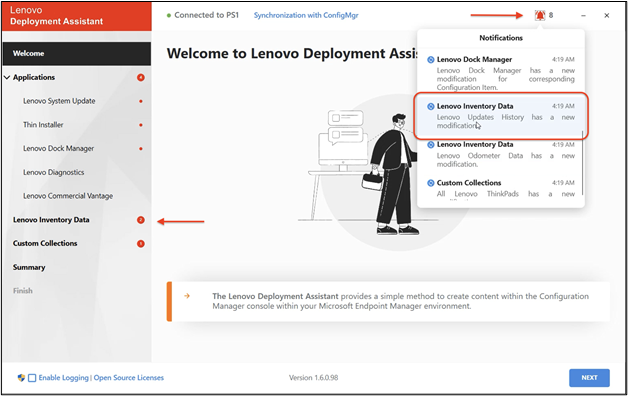 Lenovo
Deployment Assistant
Connected to PS1
Synchronization with ConfigMgr
8
Notifications
Lenovo Dock Manager 4:19 AM
Lenovo Dock Manager has a new
modification for corresponding
Configuration Item.
Lenovo Inventory Data 4:19 AM
Lenovo Updates History has a new
modification.
Lenovo Inventory Data 4:19 AM
Lenovo Odometer Data has a new
modification.
Custom Collections 4:19 AM
All Lenovo ThinkPads has a new
Welcome
Applications 4
Lenovo System Update
Thin Installer
Lenovo Dock Manager
Lenovo Diagnostics
Lenovo Commercial Vantage
Lenovo Inventory Data 2
Custom Collections
Summary
Finish
Welcome to Lenovo Deployment Assis
The Lenovo Deployment Assistant provides a simple method to create content within the Configuration
Manager console within your Microsoft Endpoint Manager environment.
Enable Logging | Open Source Licenses
Version 1.6.0.98
NEXT